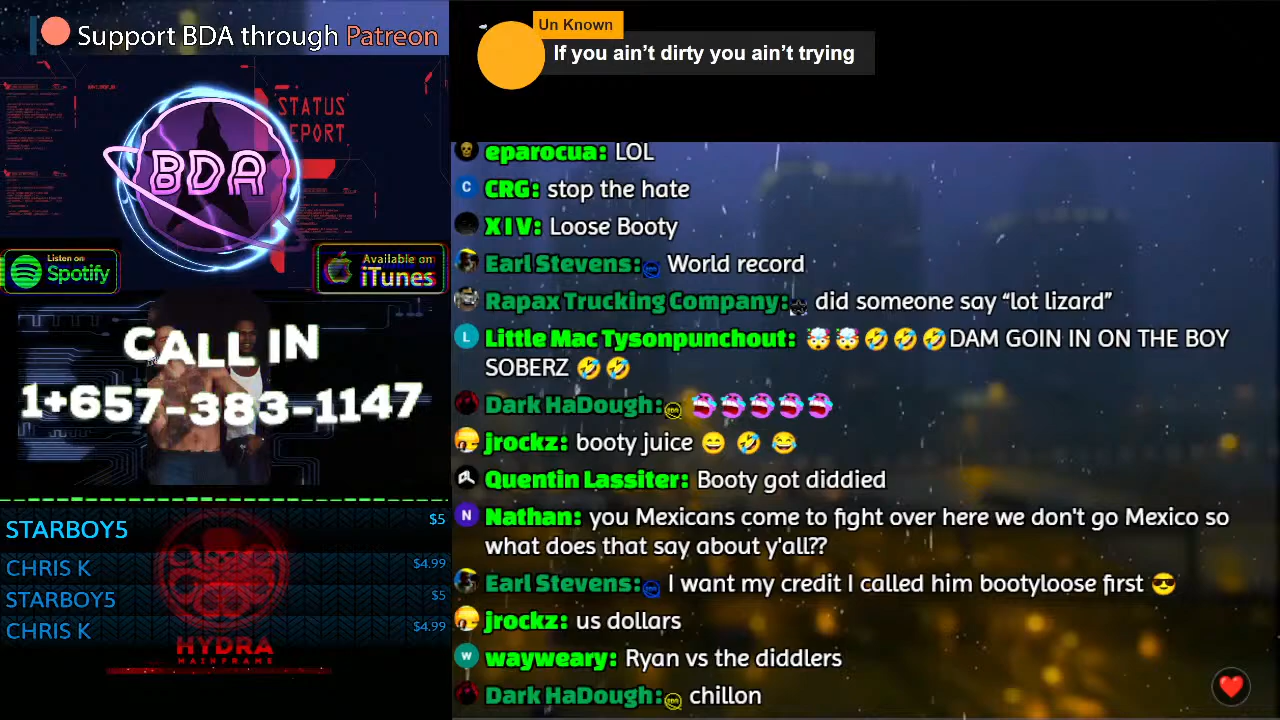 Support BDA through Patreon
STATUS
REPORT
BDA
Listen on
Spotify
Available on
iTunes
CALL IN
1+657-383-1147
STARBOY5 $5
CHRIS K $4.99
STARBOY5 $5
CHRIS K $4.99
HYDRA
MAINFRAME
Un Known
If you ain’t dirty you ain’t trying
eparocua: LOL
CRG: stop the hate
X I V: Loose Booty
Earl Stevens: World record
Rapax Trucking Company: did someone say “lot lizard”
Little Mac Tysonpunchout: 🤯🤯🤣🤣🤣DAM GOIN IN ON THE BOY
SOBERZ 🤣🤣
Dark HaDough:
jrockz: booty juice 😄 🤣 😂
Quentin Lassiter: Booty got diddied
Nathan: you Mexicans come to fight over here we don't go Mexico so
what does that say about y'all??
Earl Stevens: I want my credit I called him bootyloose first 😎
jrockz: us dollars
wayweary: Ryan vs the diddlers
Dark HaDough: chillon